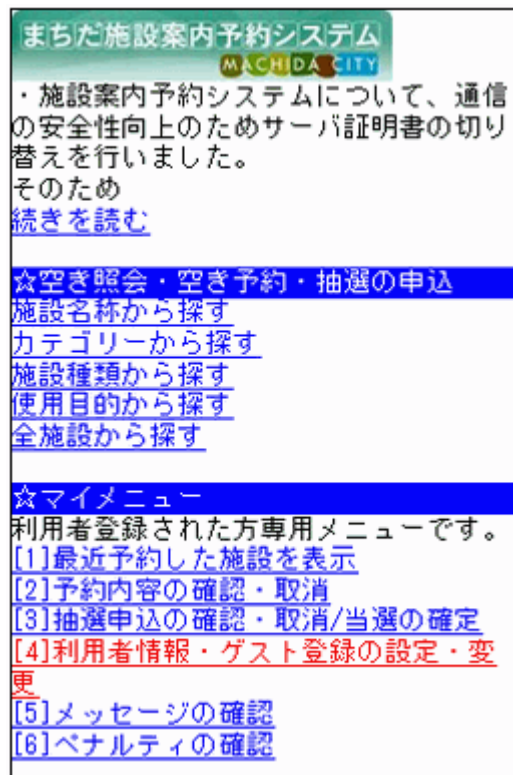 まちだ施設案内予約システム
MACHIDA CITY
・施設案内予約システムについて、通信
の安全性向上のためサーバ証明書の切り
替えを行いました。
そのため
続きを読む
☆空き照会・空き予約・抽選の申込
施設名称から探す
カテゴリーから探す
施設種類から探す
使用目的から探す
全施設から探す
☆マイメニュー
利用者登録された方専用メニューです。
[1]最近予約した施設を表示
[2]予約内容の確認・取消
[3]抽選申込の確認・取消/当選の確定
[4]利用者情報・ゲスト登録の設定・変
更
[5]メッセージの確認
[6]ペナルティの確認